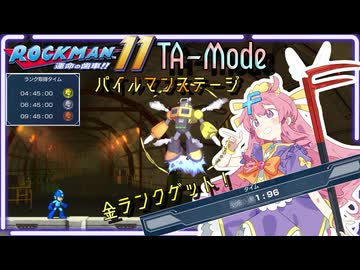 ROCKMAN 11
運命の歯車!!
TA-Mode
ランク取得タイム
04:45:00
06:45:00
09:45:00
パイルマンステージ
金ランクゲット!
タイム
1:96